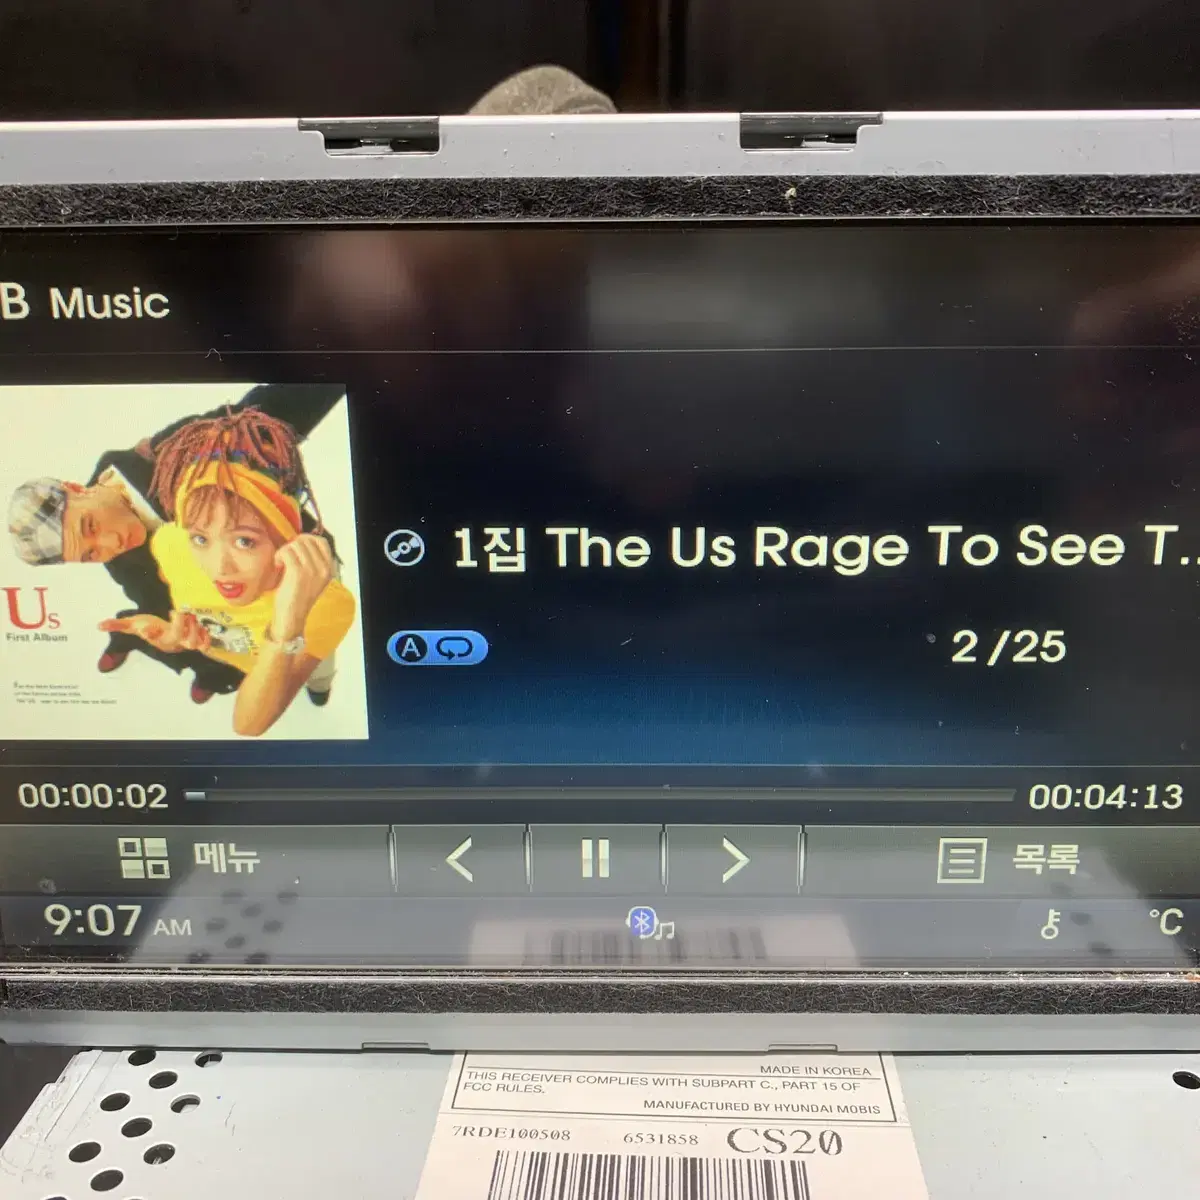 B Music
Us
First Album
1집 The Us Rage To See T...
A
2/25
00:00:02
00:04:13
메뉴
목록
9:07 AM
°C
MADE IN KOREA
THIS RECEIVER COMPLIES WITH SUBPART C., PART 15 OF
FCC RULES.
MANUFACTURED BY HYUNDAI MOBIS
7RDE100508 6531858 CS20